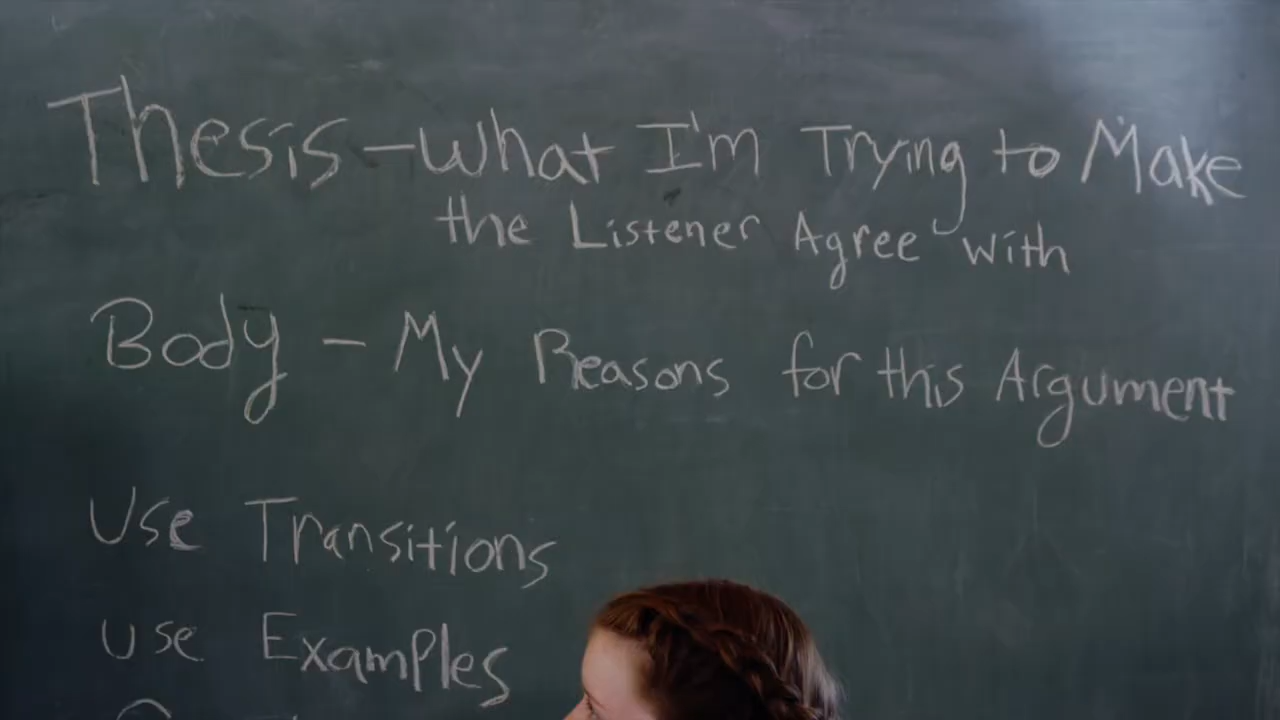 Thesis - What I'm Trying to Make
the Listener Agree with
Body - My Reasons for this Argument
Use Transitions
Use Examples